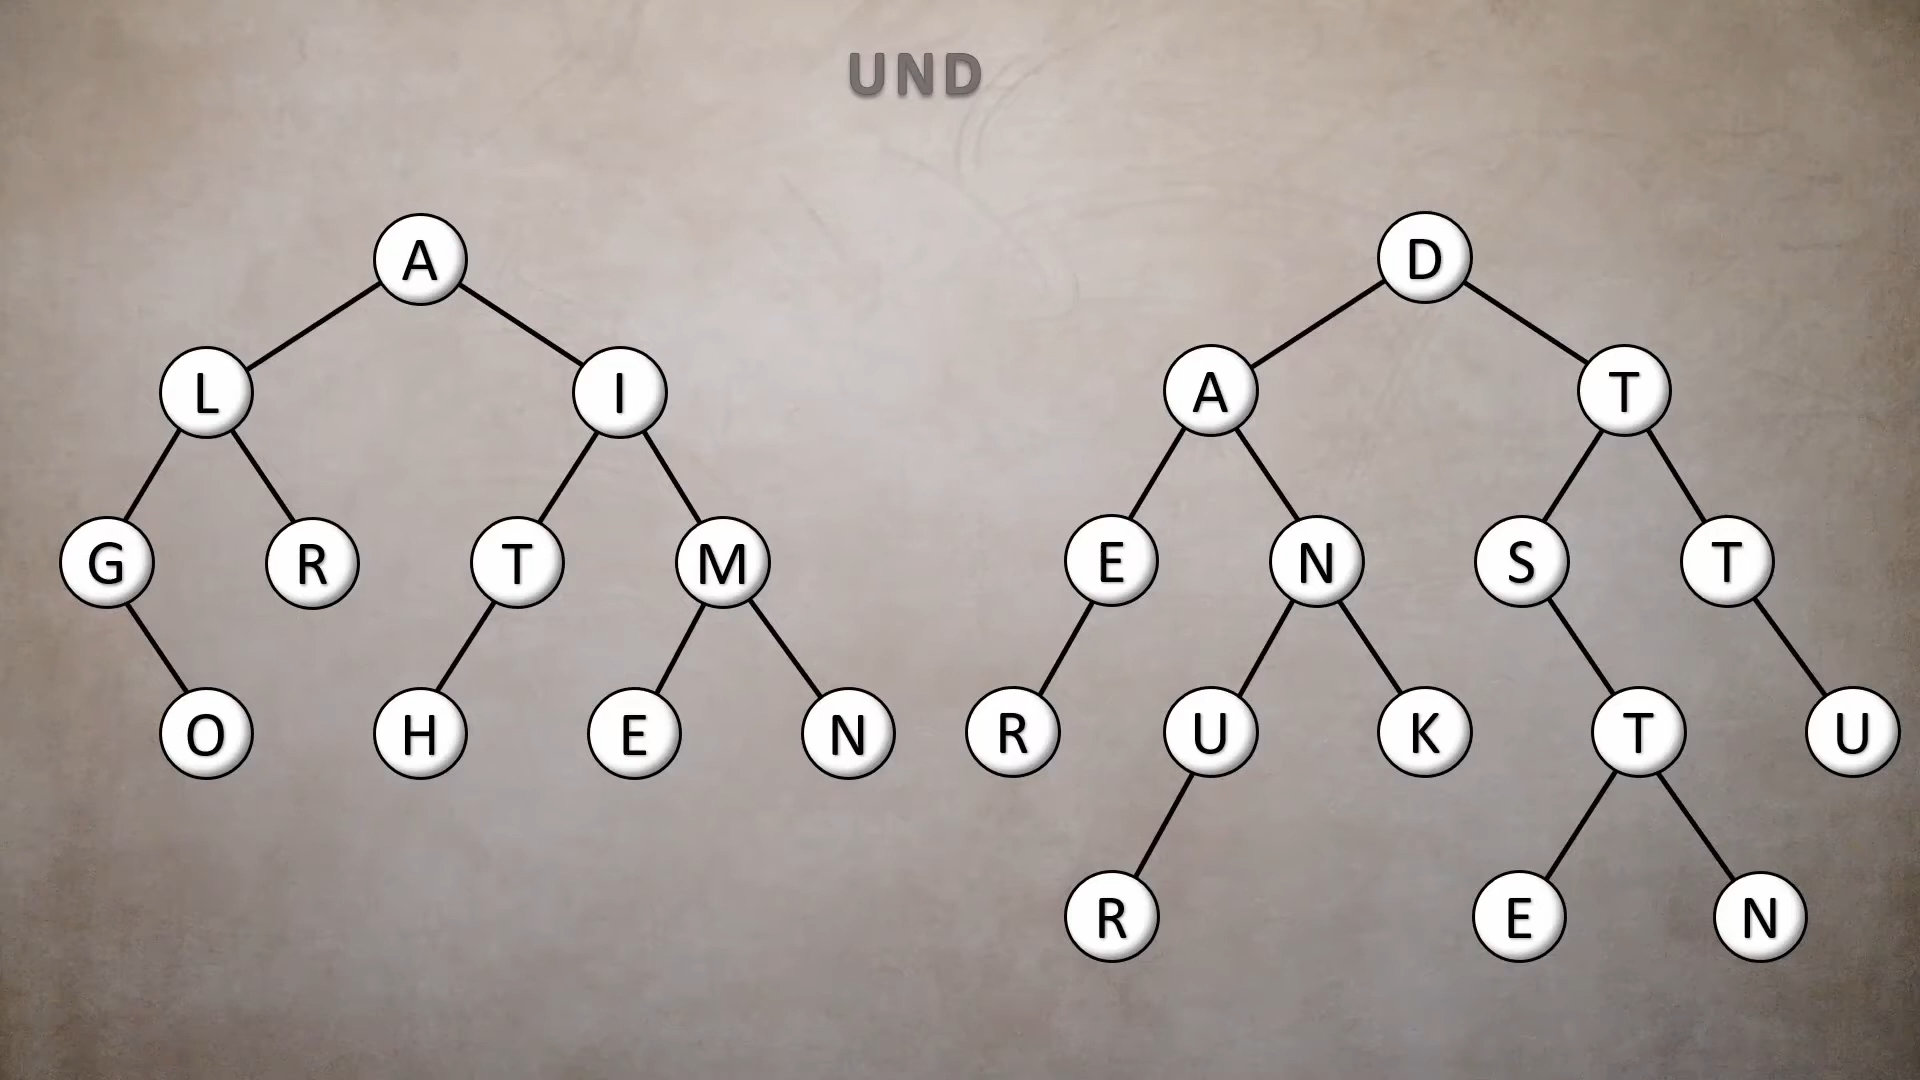 UND
A D
L I A T
G R T M E N S T
O H E N R U K T U
R E N